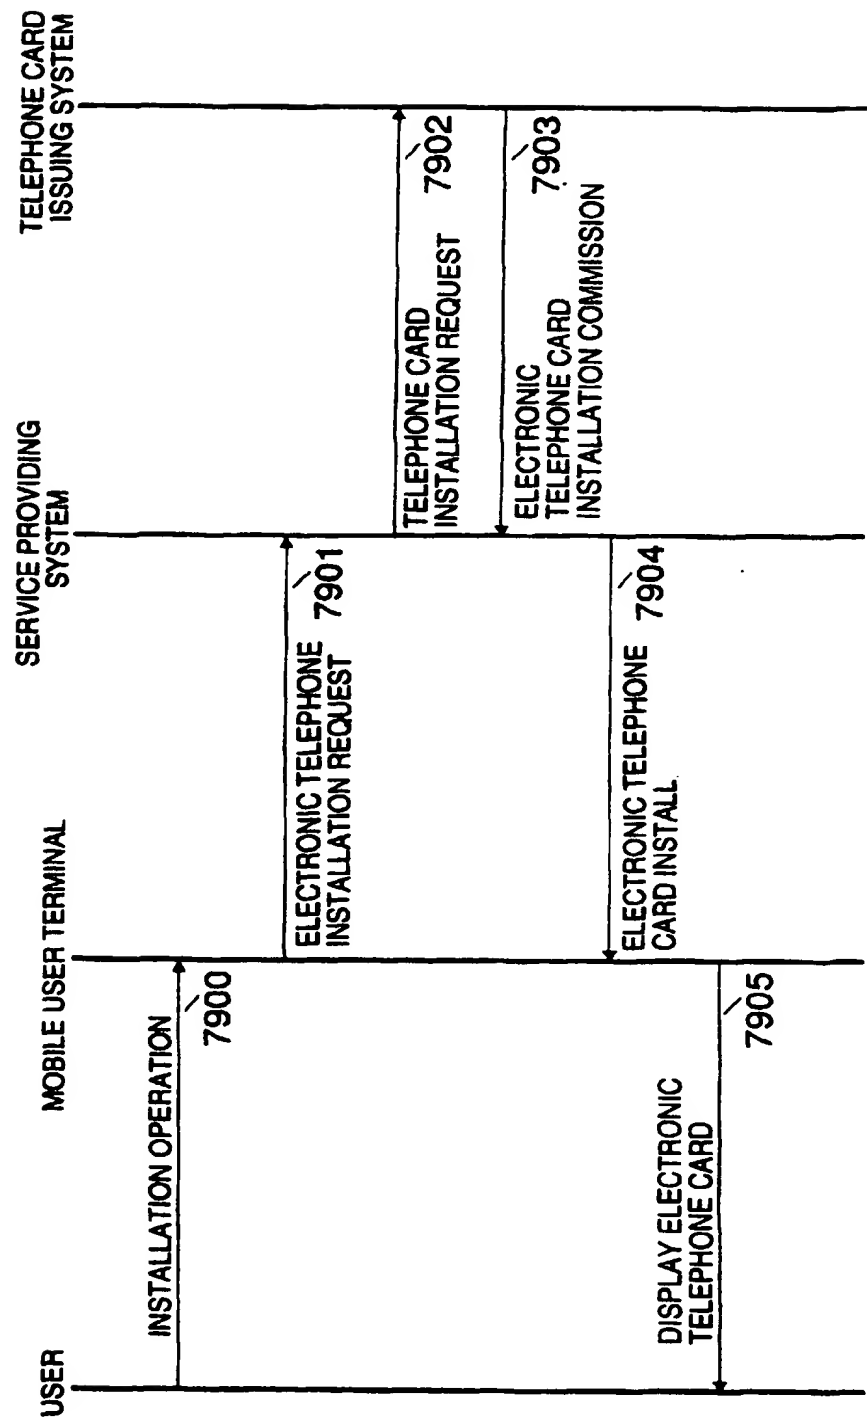 USER
MOBILE USER TERMINAL
SERVICE PROVIDING
SYSTEM
TELEPHONE CARD
ISSUING SYSTEM
INSTALLATION OPERATION
7900
ELECTRONIC TELEPHONE
INSTALLATION REQUEST
7901
TELEPHONE CARD
INSTALLATION REQUEST
7902
ELECTRONIC
TELEPHONE CARD
INSTALLATION COMMISSION
7903
ELECTRONIC TELEPHONE
CARD INSTALL
7904
DISPLAY ELECTRONIC
TELEPHONE CARD
7905